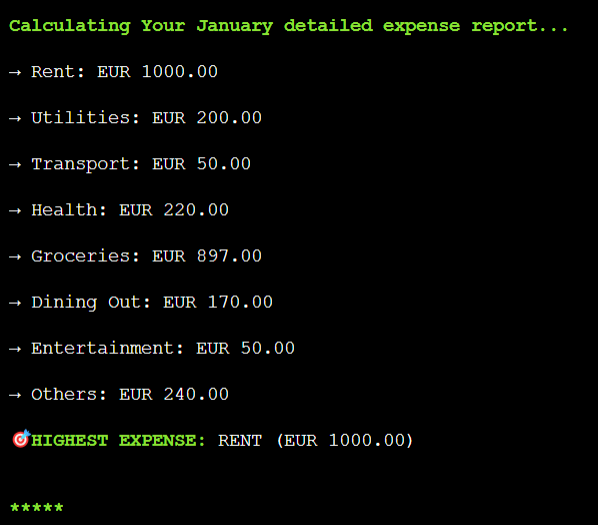 Calculating Your January detailed expense report...
→ Rent: EUR 1000.00
→ Utilities: EUR 200.00
→ Transport: EUR 50.00
→ Health: EUR 220.00
→ Groceries: EUR 897.00
→ Dining Out: EUR 170.00
→ Entertainment: EUR 50.00
→ Others: EUR 240.00
🎯HIGHEST EXPENSE: RENT (EUR 1000.00)
*****